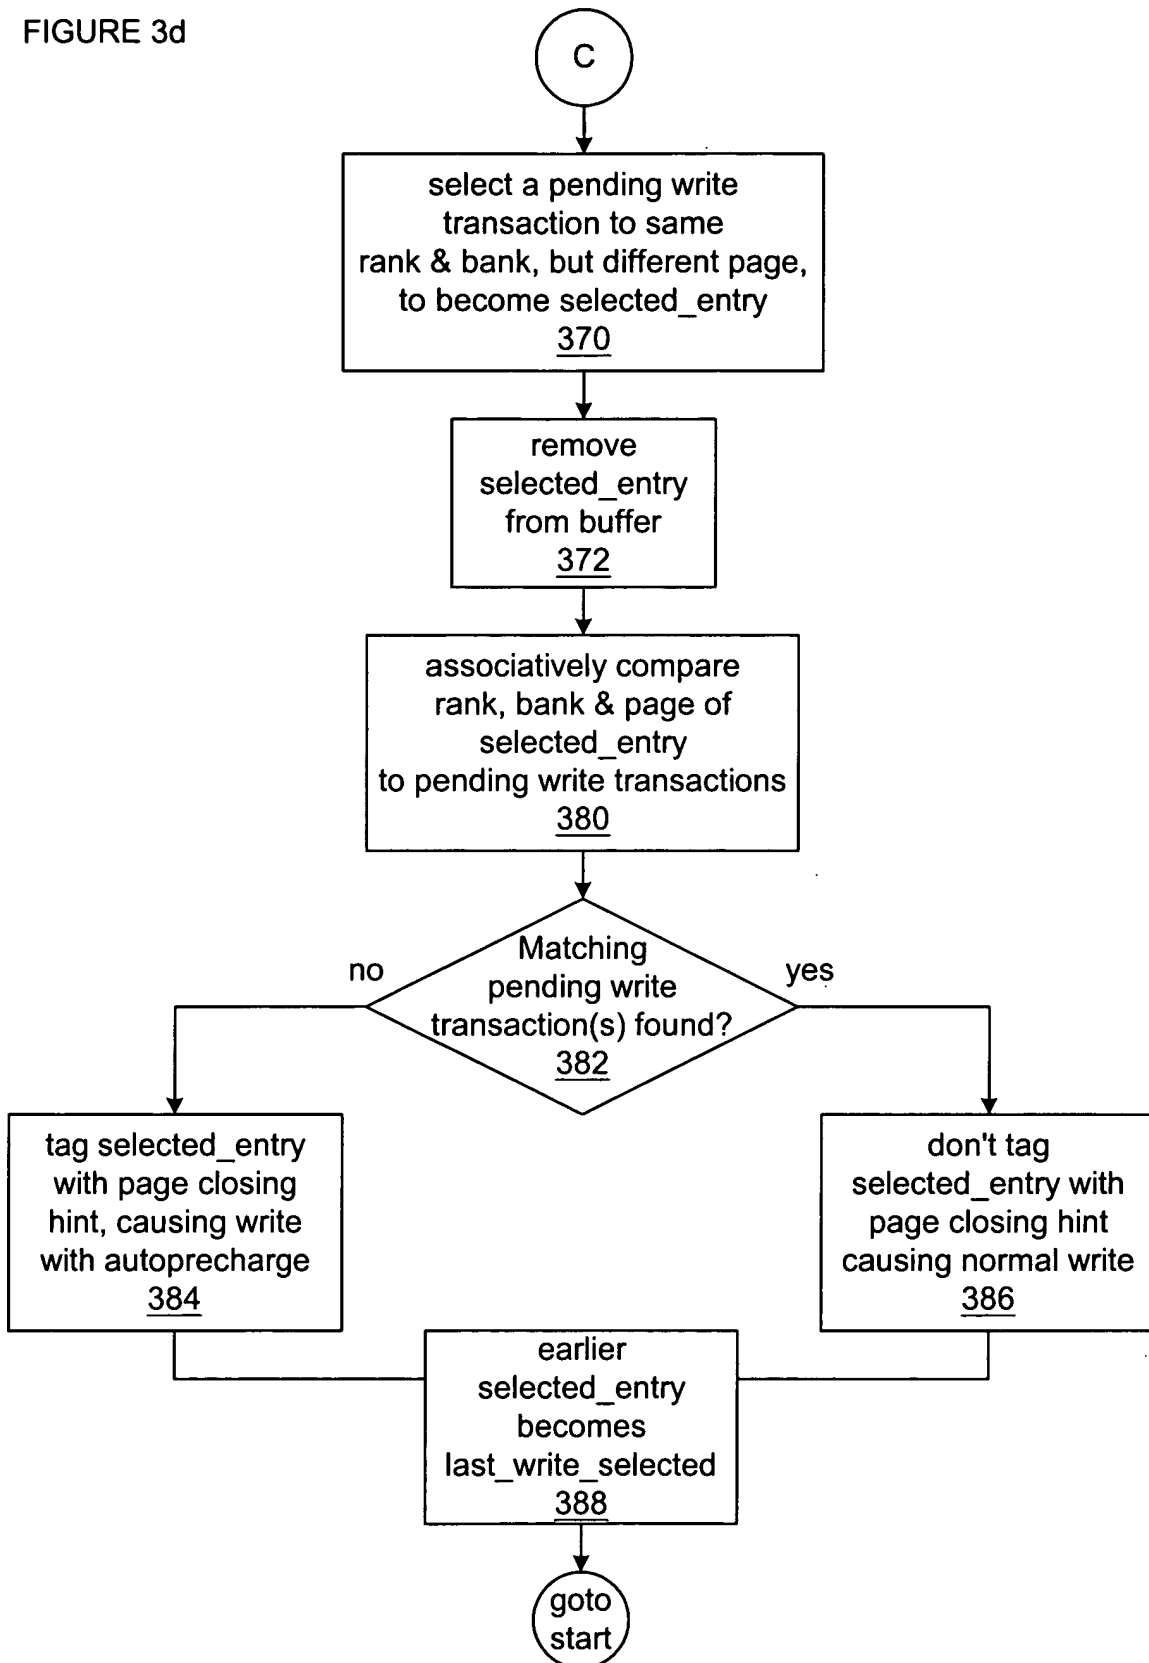 FIGURE 3d
C
select a pending write
transaction to same
rank & bank, but different page,
to become selected_entry
370
remove
selected_entry
from buffer
372
associatively compare
rank, bank & page of
selected_entry
to pending write transactions
380
Matching
pending write
transaction(s) found?
382
no
yes
tag selected_entry
with page closing
hint, causing write
with autoprecharge
384
don't tag
selected_entry with
page closing hint
causing normal write
386
earlier
selected_entry
becomes
last_write_selected
388
goto
start